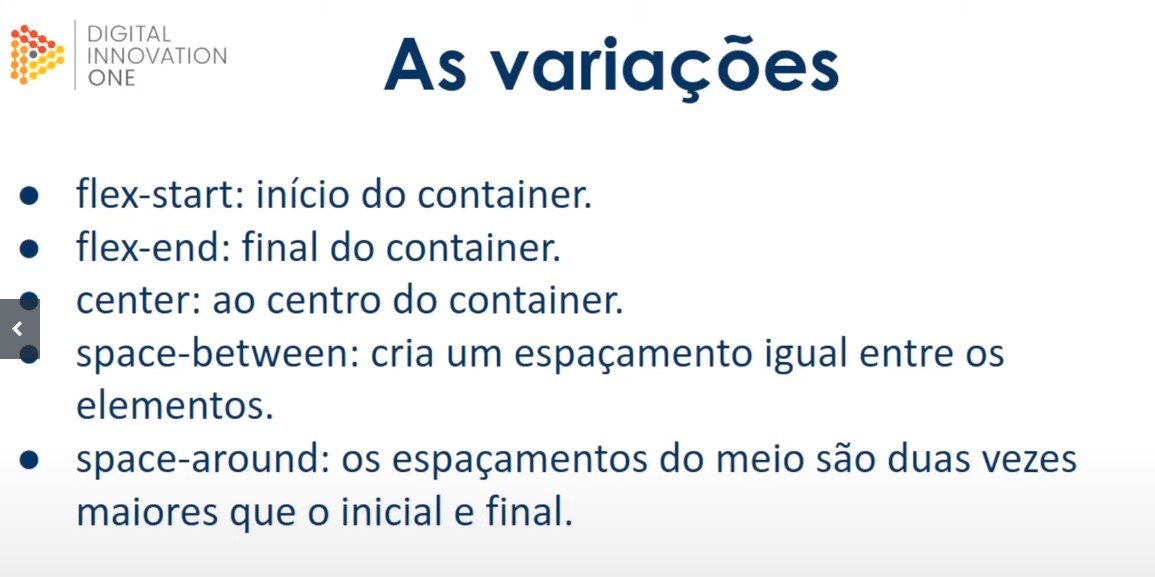 DIGITAL
INNOVATION
ONE
As variações
● flex-start: início do container.
● flex-end: final do container.
● center: ao centro do container.
● space-between: cria um espaçamento igual entre os
elementos.
● space-around: os espaçamentos do meio são duas vezes
maiores que o inicial e final.